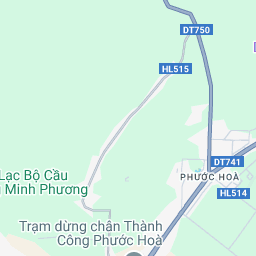 DT750
HL515
DT741
PHƯỚC HOÀ
HL514
Lạc Bộ Cầu
Minh Phương
Trạm dừng chân Thành
Công Phước Hoà